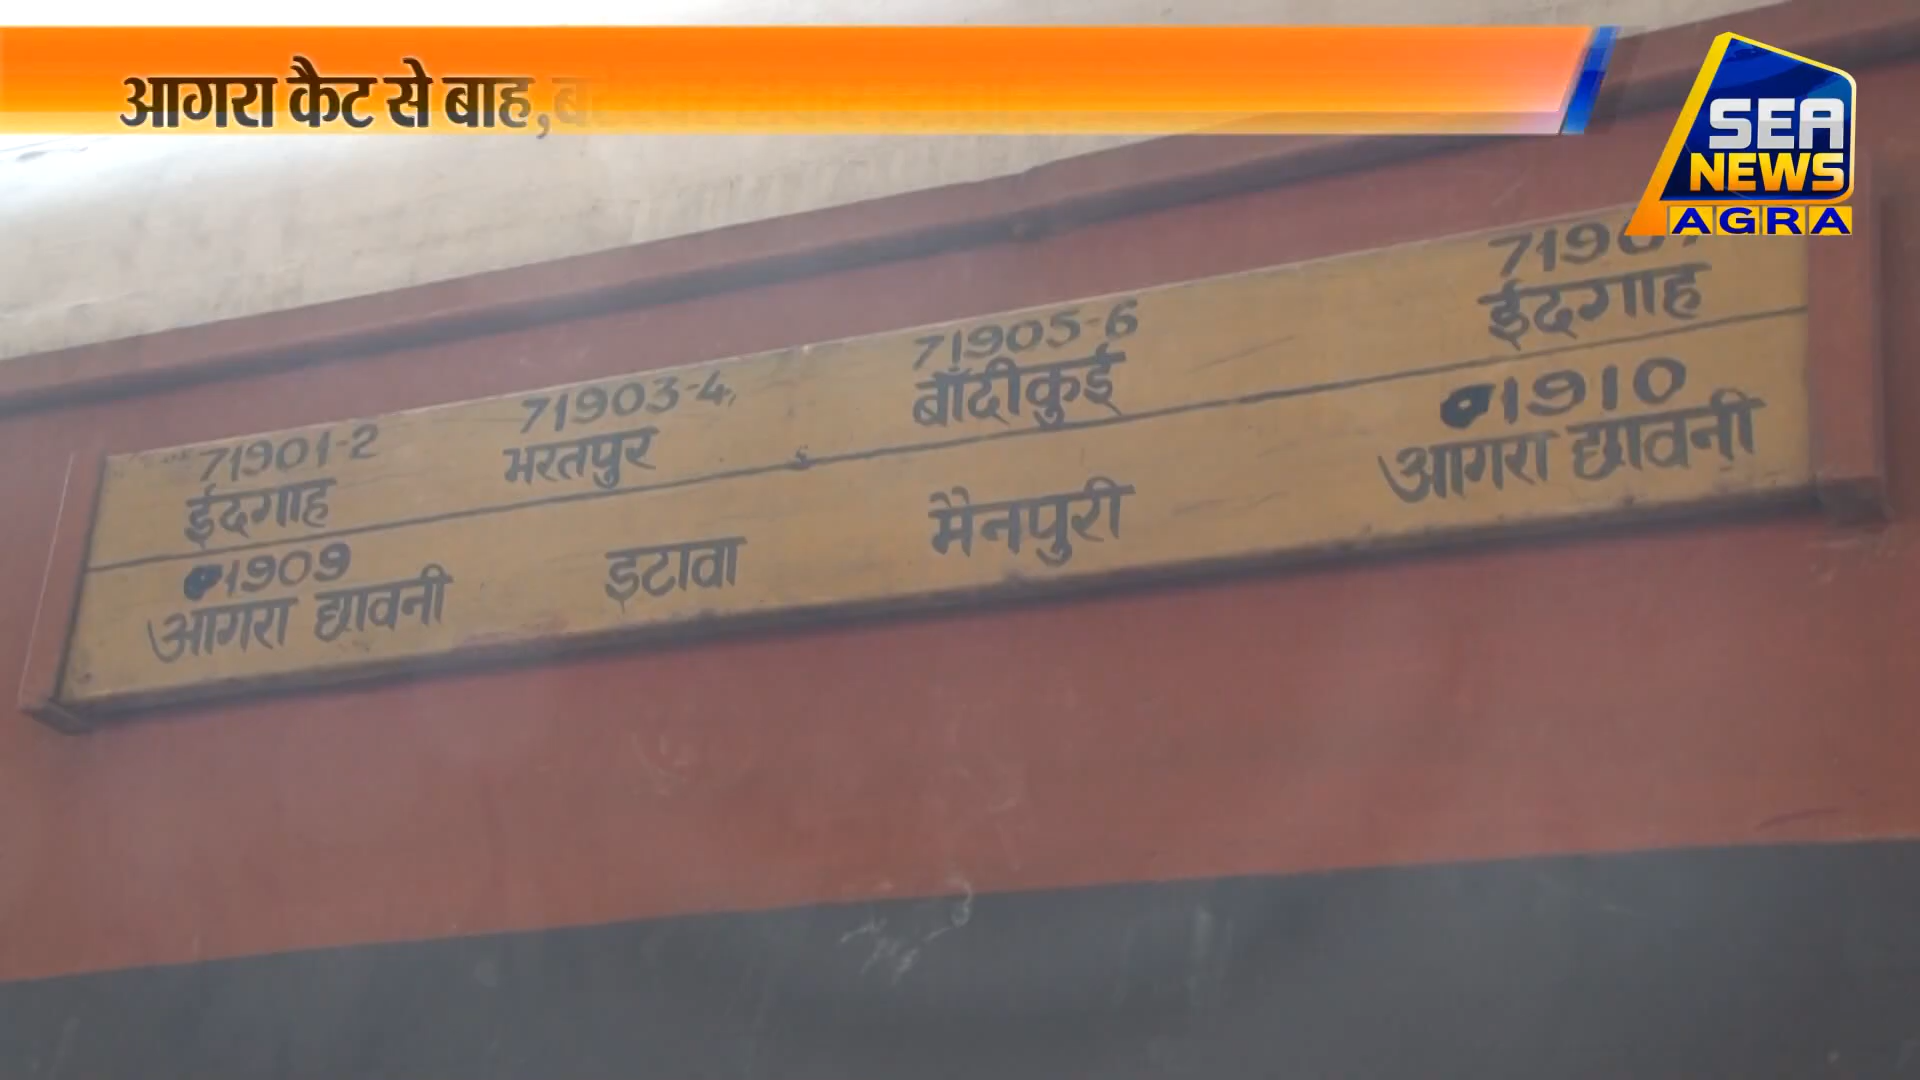 आगरा कैट से बाह,
SEA
NEWS
AGRA
71901-2 71903-4 71905-6
ईदगाह भरतपुर बाँदीकुई ईदगाह
1909 1910
आगरा छावनी इटावा मैनपुरी आगरा छावनी